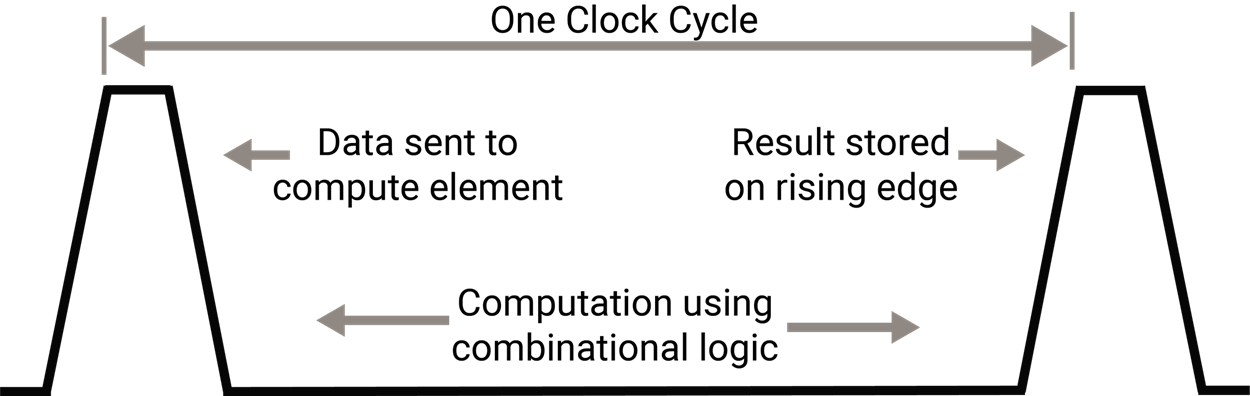 One Clock Cycle
Data sent to
compute element
Result stored
on rising edge
Computation using
combinational logic